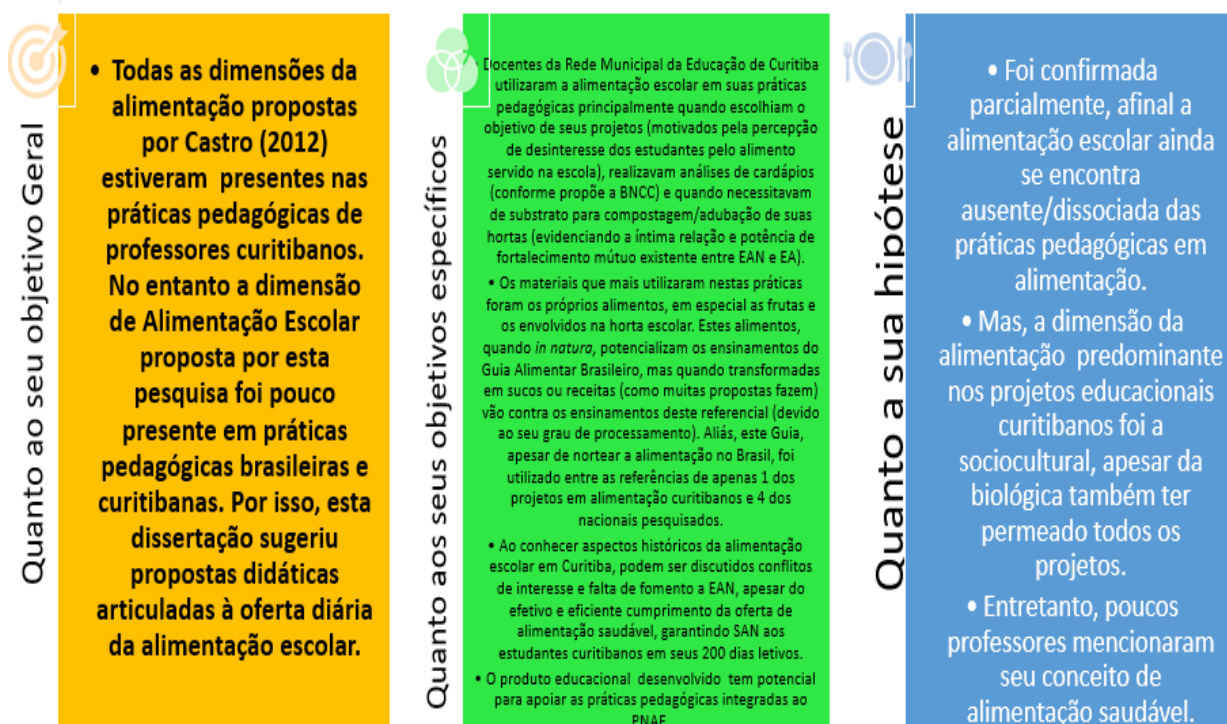 Quanto ao seu objetivo Geral
• Todas as dimensões da
alimentação propostas
por Castro (2012)
estiveram presentes nas
práticas pedagógicas de
professores curitibanos.
No entanto a dimensão
de Alimentação Escolar
proposta por esta
pesquisa foi pouco
presente em práticas
pedagógicas brasileiras e
curitibanas. Por isso, esta
dissertação sugeriu
propostas didáticas
articuladas à oferta diária
da alimentação escolar.
Quanto aos seus objetivos específicos
• Docentes da Rede Municipal da Educação de Curitiba
utilizaram a alimentação escolar em suas práticas
pedagógicas principalmente quando escolhiam o
objetivo de seus projetos (motivados pela percepção
de desinteresse dos estudantes pelo alimento
servido na escola), realizavam análises de cardápios
(conforme propõe a BNCC) e quando necessitavam
de substrato para compostagem/adubação de suas
hortas (evidenciando a íntima relação e potência de
fortalecimento mútuo existente entre EAN e EA).
• Os materiais que mais utilizaram nestas práticas
foram os próprios alimentos, em especial as frutas e
os envolvidos na horta escolar. Estes alimentos,
quando in natura, potencializam os ensinamentos do
Guia Alimentar Brasileiro, mas quando transformadas
em sucos ou receitas (como muitas propostas fazem)
vão contra os ensinamentos deste referencial (devido
ao seu grau de processamento). Aliás, este Guia,
apesar de nortear a alimentação no Brasil, foi
utilizado entre as referências de apenas 1 dos
projetos em alimentação curitibanos e 4 dos
nacionais pesquisados.
• Ao conhecer aspectos históricos da alimentação
escolar em Curitiba, podem ser discutidos conflitos
de interesse e falta de fomento a EAN, apesar do
efetivo e eficiente cumprimento da oferta de
alimentação saudável, garantindo SAN aos
estudantes curitibanos em seus 200 dias letivos.
• O produto educacional desenvolvido tem potencial
para apoiar as práticas pedagógicas integradas ao
PNAE
Quanto a sua hipótese
• Foi confirmada
parcialmente, afinal a
alimentação escolar ainda
se encontra
ausente/dissociada das
práticas pedagógicas em
alimentação.
• Mas, a dimensão da
alimentação predominante
nos projetos educacionais
curitibanos foi a
sociocultural, apesar da
biológica também ter
permeado todos os
projetos.
• Entretanto, poucos
professores mencionaram
seu conceito de
alimentação saudável.